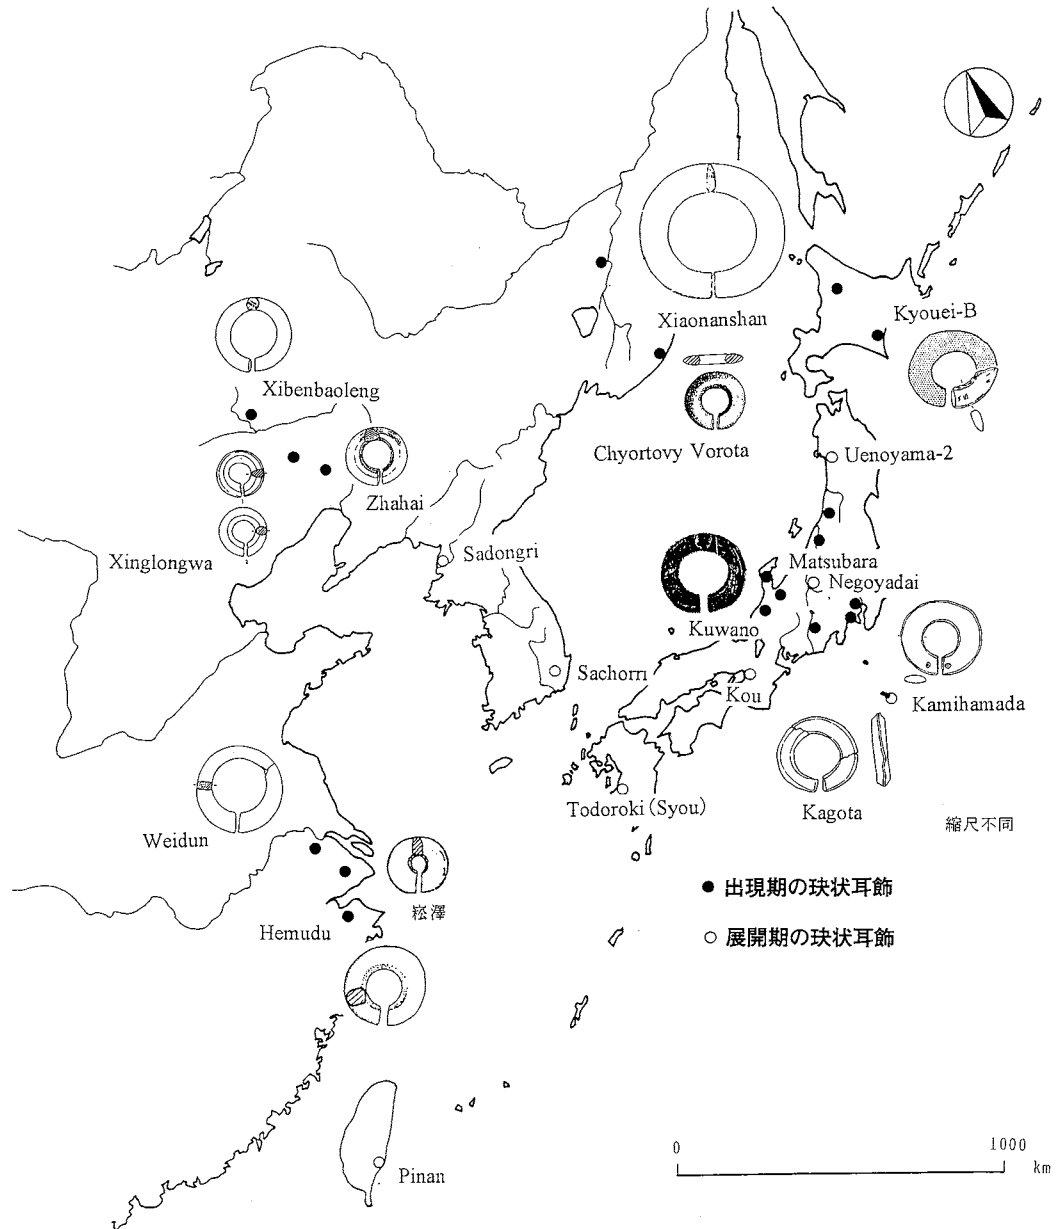 Xiaonanshan
Kyouei-B
Xibenbaoleng
Chyortovy Vorota
Uenoyama-2
Zhahai
Xinglongwa
Sadongri
Matsubara
Negoyadai
Kuwano
Sachorri
Kou
Kamihamada
Todoroki (Syou)
Kagota
縮尺不同
Weidun
崧澤
Hemudu
● 出現期の玦状耳飾
○ 展開期の玦状耳飾
Pinan
0 1000
km